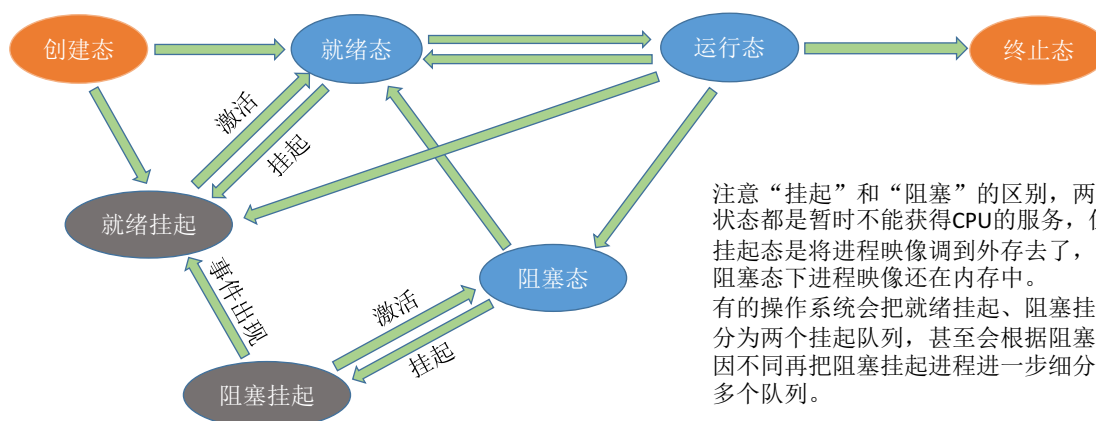 创建态
就绪态
运行态
终止态
激活
挂起
就绪挂起
阻塞态
事件出现
激活
挂起
阻塞挂起
注意“挂起”和“阻塞”的区别，两
状态都是暂时不能获得CPU的服务，
挂起态是将进程映像调到外存去了，
阻塞态下进程映像还在内存中。
有的操作系统会把就绪挂起、阻塞挂
分为两个挂起队列，甚至会根据阻塞
因不同再把阻塞挂起进程进一步细分
多个队列。